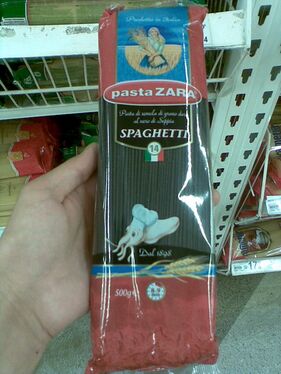 Prodotto in Italia
pasta ZARA
Pasta di semola di grano duro
al nero di Seppia
SPAGHETTI
14
Dal 1898
500g
17